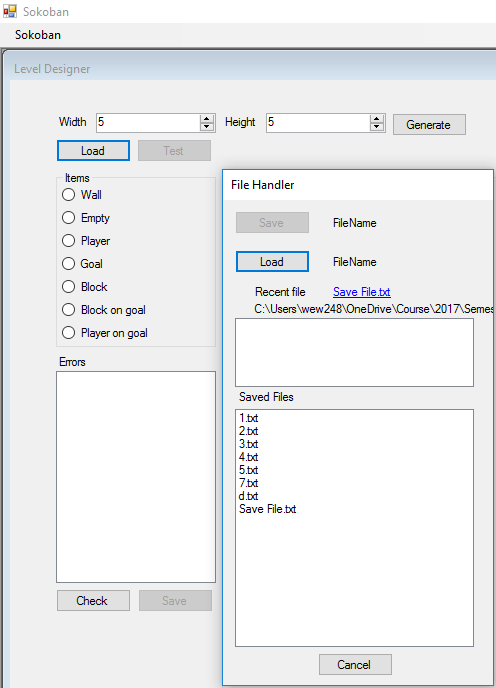 Sokoban
Sokoban
Level Designer
Width 5 Height 5 Generate
Load Test
Items
Wall
Empty
Player
Goal
Block
Block on goal
Player on goal
Errors
Check Save
File Handler
Save FileName
Load FileName
Recent file Save File.txt
C:\Users\wew248\OneDrive\Course\2017\Semes
Saved Files
1.txt
2.txt
3.txt
4.txt
5.txt
7.txt
d.txt
Save File.txt
Cancel